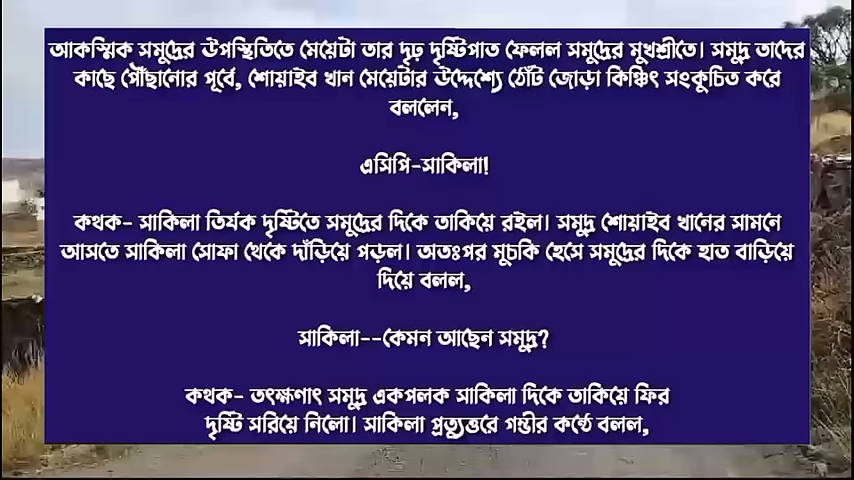 আকস্মিক সমুদ্রের উপস্থিতিতে মেয়েটা তার দৃঢ় দৃষ্টিপাত ফেলল সমুদ্রের মুখশ্রীতে। সমুদ্র তাদের
কাছে পৌঁছানোর পূর্বে, শোয়াইব খান মেয়েটার উদ্দেশ্যে ঠোঁট জোড়া কিঞ্চিৎ সংকুচিত করে
বললেন,
এসিপি-সাকিলা!
কথক- সাকিলা তির্যক দৃষ্টিতে সমুদ্রের দিকে তাকিয়ে রইল। সমুদ্র শোয়াইব খানের সামনে
আসতে সাকিলা সোফা থেকে দাঁড়িয়ে পড়ল। অতঃপর মুচকি হেসে সমুদ্রের দিকে হাত বাড়িয়ে
দিয়ে বলল,
সাকিলা--কেমন আছেন সমুদ্র?
কথক- তৎক্ষণাৎ সমুদ্র একপলক সাকিলা দিকে তাকিয়ে ফির
দৃষ্টি সরিয়ে নিলো। সাকিলা প্রত্যুত্তরে গম্ভীর কন্ঠে বলল,